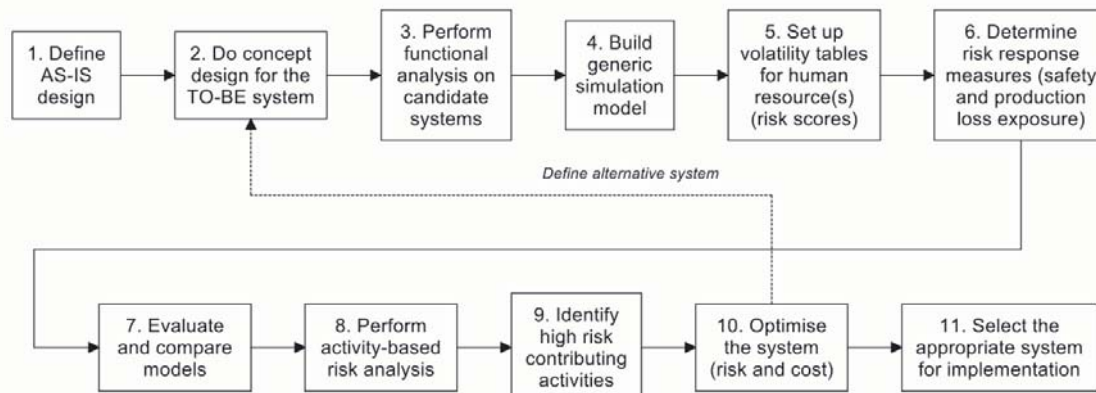 1. Define
AS-IS
design
2. Do concept
design for the
TO-BE system
3. Perform
functional
analysis on
candidate
systems
4. Build
generic
simulation
model
5. Set up
volatility tables
for human
resource(s)
(risk scores)
6. Determine
risk response
measures (safety
and production
loss exposure)
Define alternative system
7. Evaluate
and compare
models
8. Perform
activity-based
risk analysis
9. Identify
high risk
contributing
activities
10. Optimise
the system
(risk and cost)
11. Select the
appropriate system
for implementation